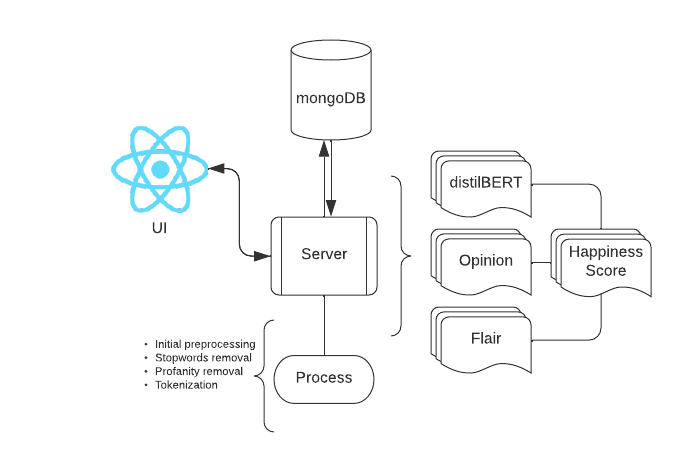 mongoDB
UI
Server
distilBERT
Opinion
Happiness
Score
Flair
• Initial preprocessing
• Stopwords removal
• Profanity removal
• Tokenization
Process